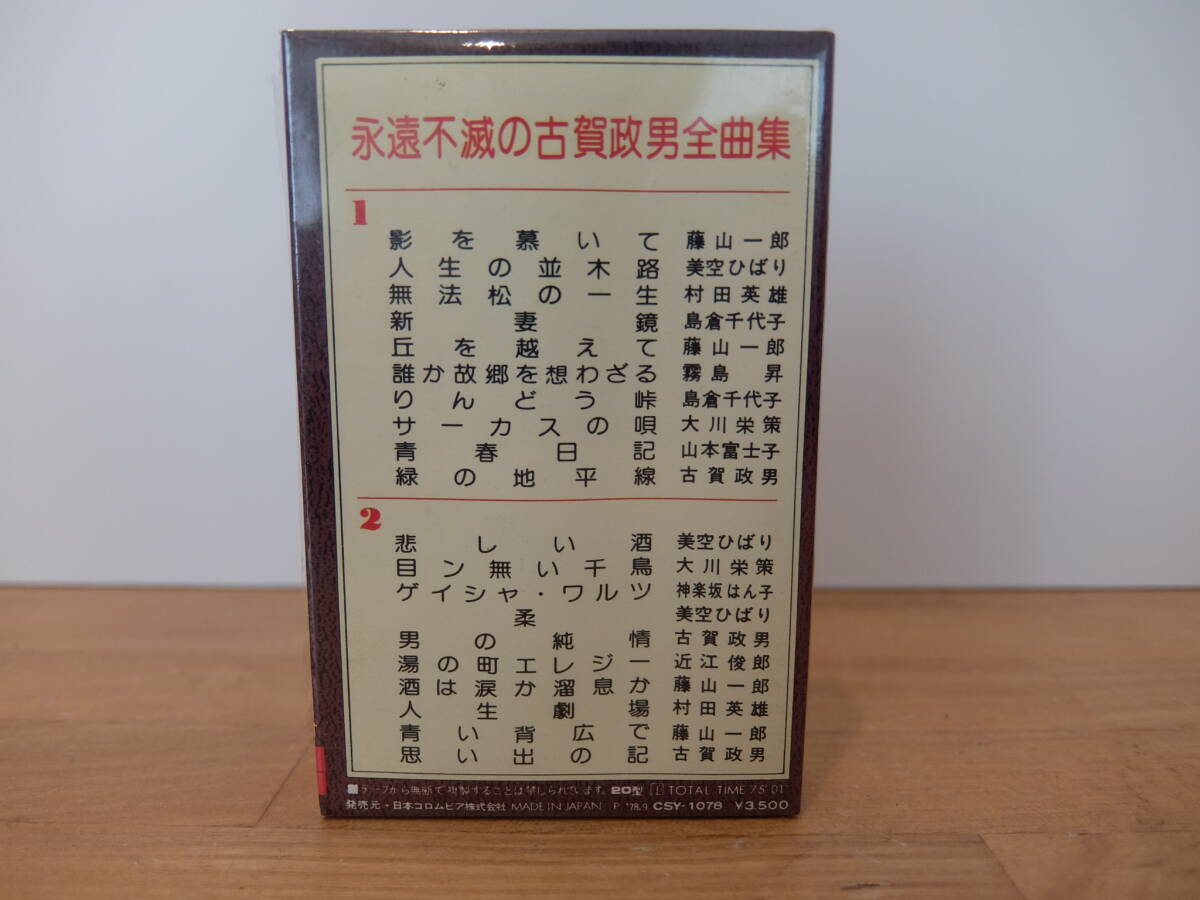 永遠不滅の古賀政男全曲集
1
影を慕いて 藤山一郎
人生の並木路 美空ひばり
無法松の一生 村田英雄
新妻鏡 島倉千代子
丘を越えて 藤山一郎
誰か故郷を想わざる 霧島昇
りんどう峠 島倉千代子
サーカスの唄 大川栄策
青春日記 山本富士子
緑の地平線 古賀政男
2
悲しい酒 美空ひばり
目ン無い千鳥 大川栄策
ゲイシャ・ワルツ 神楽坂はん子
柔 美空ひばり
男の純情 古賀政男
湯の町エレジー 近江俊郎
酒は涙か溜息か 藤山一郎
人生劇場 村田英雄
青い背広で 藤山一郎
思い出の記 古賀政男
■テープから無断で複製することは禁じられています。 20型 TOTAL TIME 75'01
発売元・日本コロムビア株式会社 MADE IN JAPAN P '78.9 CSY-1078 ¥3,500